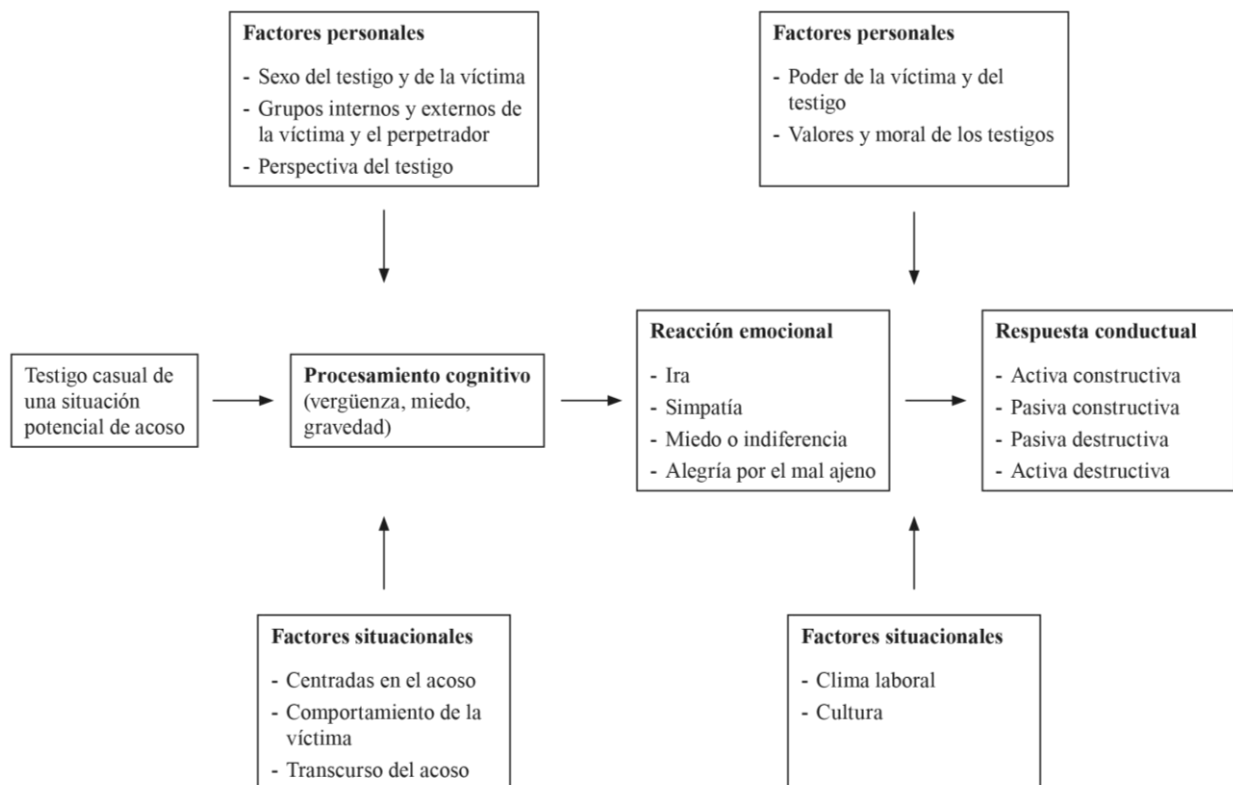 Factores personales
- Sexo del testigo y de la víctima
- Grupos internos y externos de
la víctima y el perpetrador
- Perspectiva del testigo
Factores personales
- Poder de la víctima y del
testigo
- Valores y moral de los testigos
Testigo casual de
una situación
potencial de acoso
Procesamiento cognitivo
(vergüenza, miedo,
gravedad)
Reacción emocional
- Ira
- Simpatía
- Miedo o indiferencia
- Alegría por el mal ajeno
Respuesta conductual
- Activa constructiva
- Pasiva constructiva
- Pasiva destructiva
- Activa destructiva
Factores situacionales
- Centradas en el acoso
- Comportamiento de la
víctima
- Transcurso del acoso
Factores situacionales
- Clima laboral
- Cultura